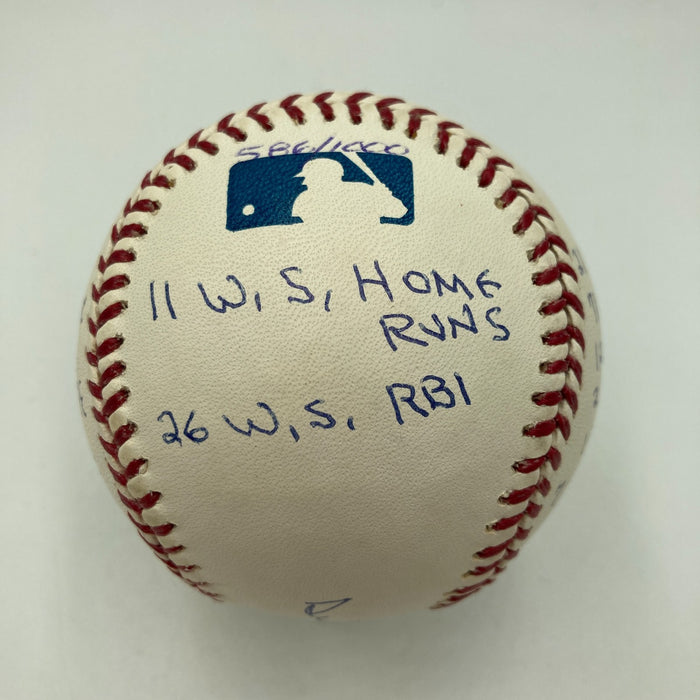 586/1000
11 W, S, HOME
RUNS
26 W, S, RBI